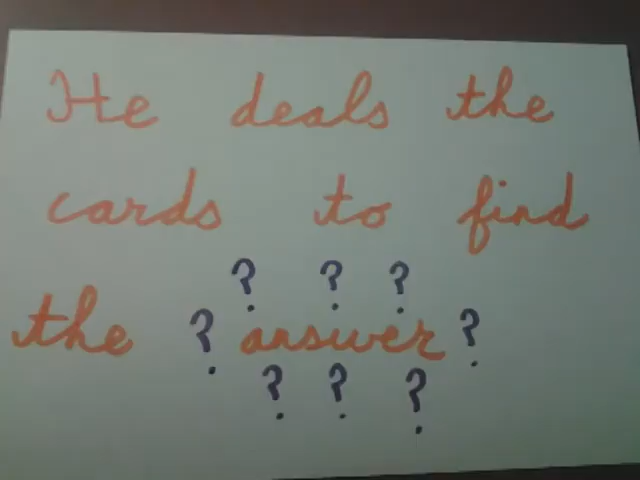 He deals the
cards to find
? ? ?
the ? answer ?
? ? ?